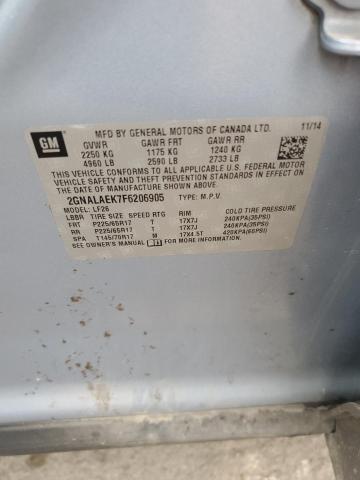 GM
MFD BY GENERAL MOTORS OF CANADA LTD. 11/14
GVWR GAWR FRT GAWR RR
2250 KG 1175 KG 1240 KG
4960 LB 2590 LB 2733 LB
THIS VEHICLE CONFORMS TO ALL APPLICABLE U.S. FEDERAL MOTOR
VEHICLE SAFETY, BUMPER, AND THEFT PREVENTION STANDARDS IN
EFFECT ON THE DATE OF MANUFACTURE SHOWN ABOVE.
2GNALAEK7F6206905 TYPE: M.P.V.
MODEL: LF26
LBBR TIRE SIZE SPEED RTG RIM COLD TIRE PRESSURE
FRT P225/65R17 T 17X7J 240KPA(35PSI)
RR P225/65R17 T 17X7J 240KPA(35PSI)
SPA T145/70R17 M 17X4.5T 420KPA(60PSI)
SEE OWNER'S MANUAL FOR MORE INFORMATION.